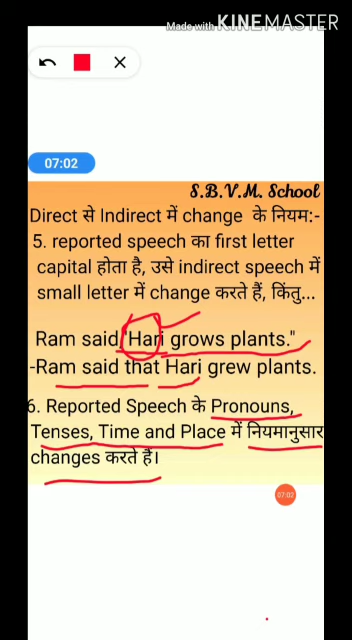 Made with KINEMASTER
07:02
S.B.V.M. School
Direct से Indirect में change के नियम:-
5. reported speech का first letter
capital होता है, उसे indirect speech में
small letter में change करते हैं, किंतु...
Ram said, "Hari grows plants."
-Ram said that Hari grew plants.
6. Reported Speech के Pronouns,
Tenses, Time and Place में नियमानुसार
changes करते हैं।
07:02